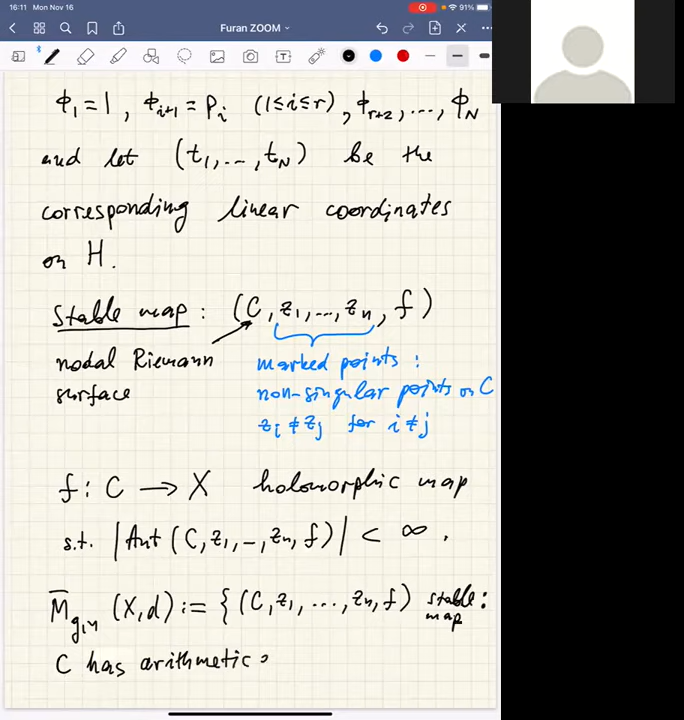 16:11 Mon Nov 16
91%
Furan ZOOM
ϕ₁ = 1, ϕᵢ₊₁ = Pᵢ (1≤i≤r), ϕᵣ₊₂, ..., ϕ_N
and let (t₁, ..., t_N) be the
corresponding linear coordinates
on H.
Stable map : (C, z₁, ..., zₙ, f)
nodal Riemann
surface
marked points :
non-singular points on C
zᵢ ≠ zⱼ for i ≠ j
f : C → X holomorphic map
s.t. |Aut (C, z₁, ..., zₙ, f)| < ∞ .
M̅_{g,n} (X,d) := {(C, z₁, ..., zₙ, f) stable map :
C has arithmetic